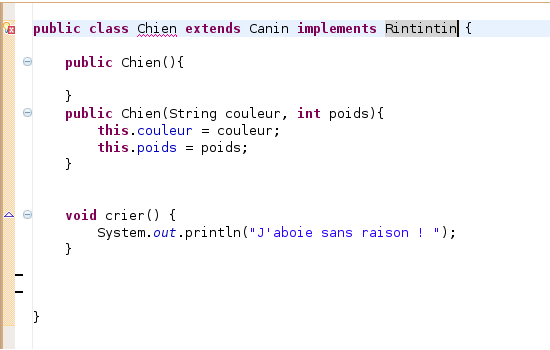 public class Chien extends Canin implements Rintintin {
public Chien(){
}
public Chien(String couleur, int poids){
this.couleur = couleur;
this.poids = poids;
}
void crier() {
System.out.println("J'aboie sans raison ! ");
}
}